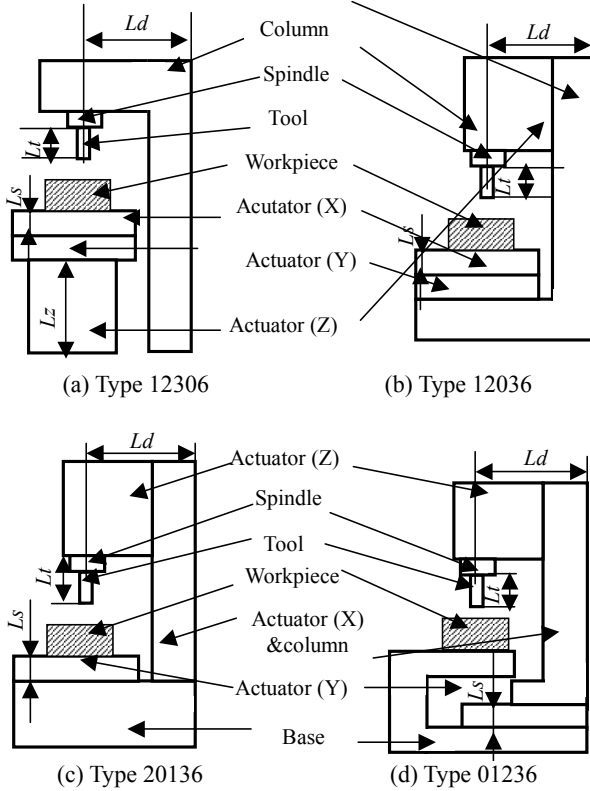 Ld
Ld
Column
Spindle
Lt
Tool
Lt
Workpiece
Ls
Acutator (X)
Ls
Actuator (Y)
Lz
Actuator (Z)
(a) Type 12306
(b) Type 12036
Ld
Ld
Actuator (Z)
Spindle
Lt
Tool
Lt
Workpiece
Ls
Actuator (X)
&column
Actuator (Y)
Ls
Base
(c) Type 20136
(d) Type 01236